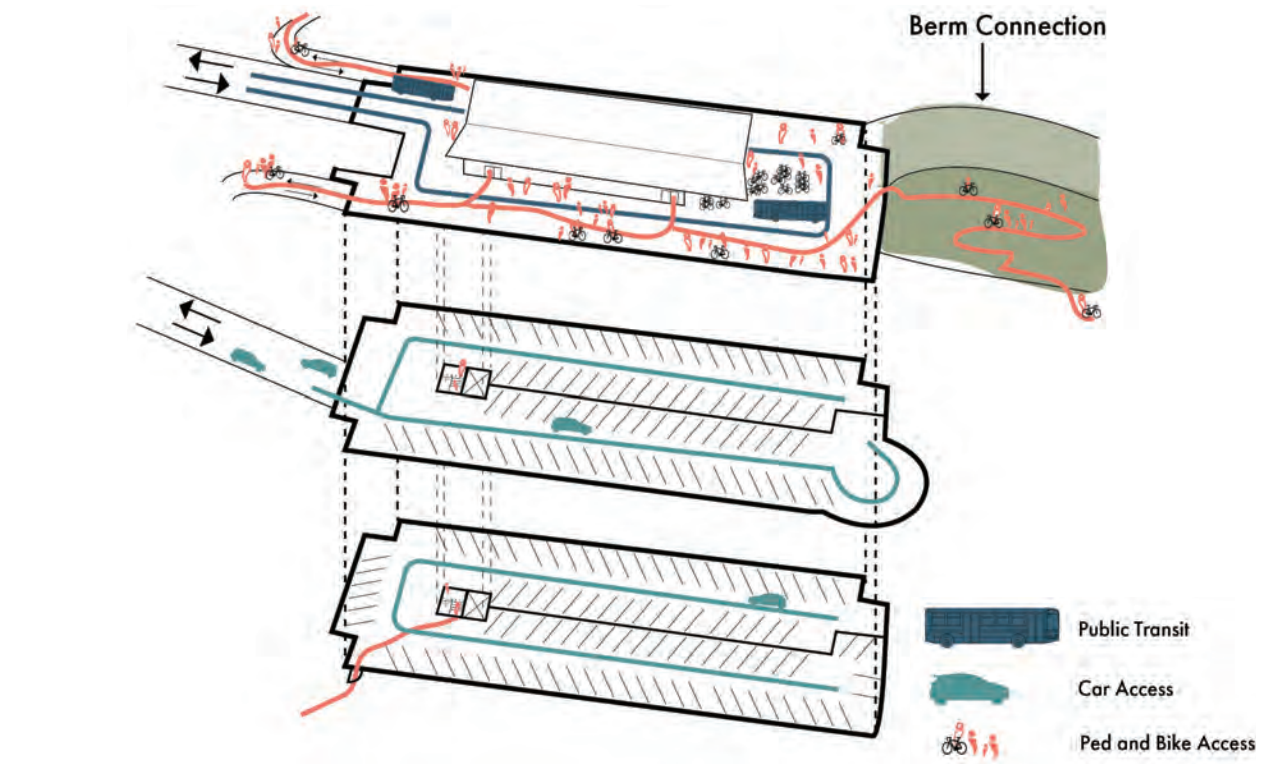 Berm Connection
Public Transit
Car Access
Ped and Bike Access